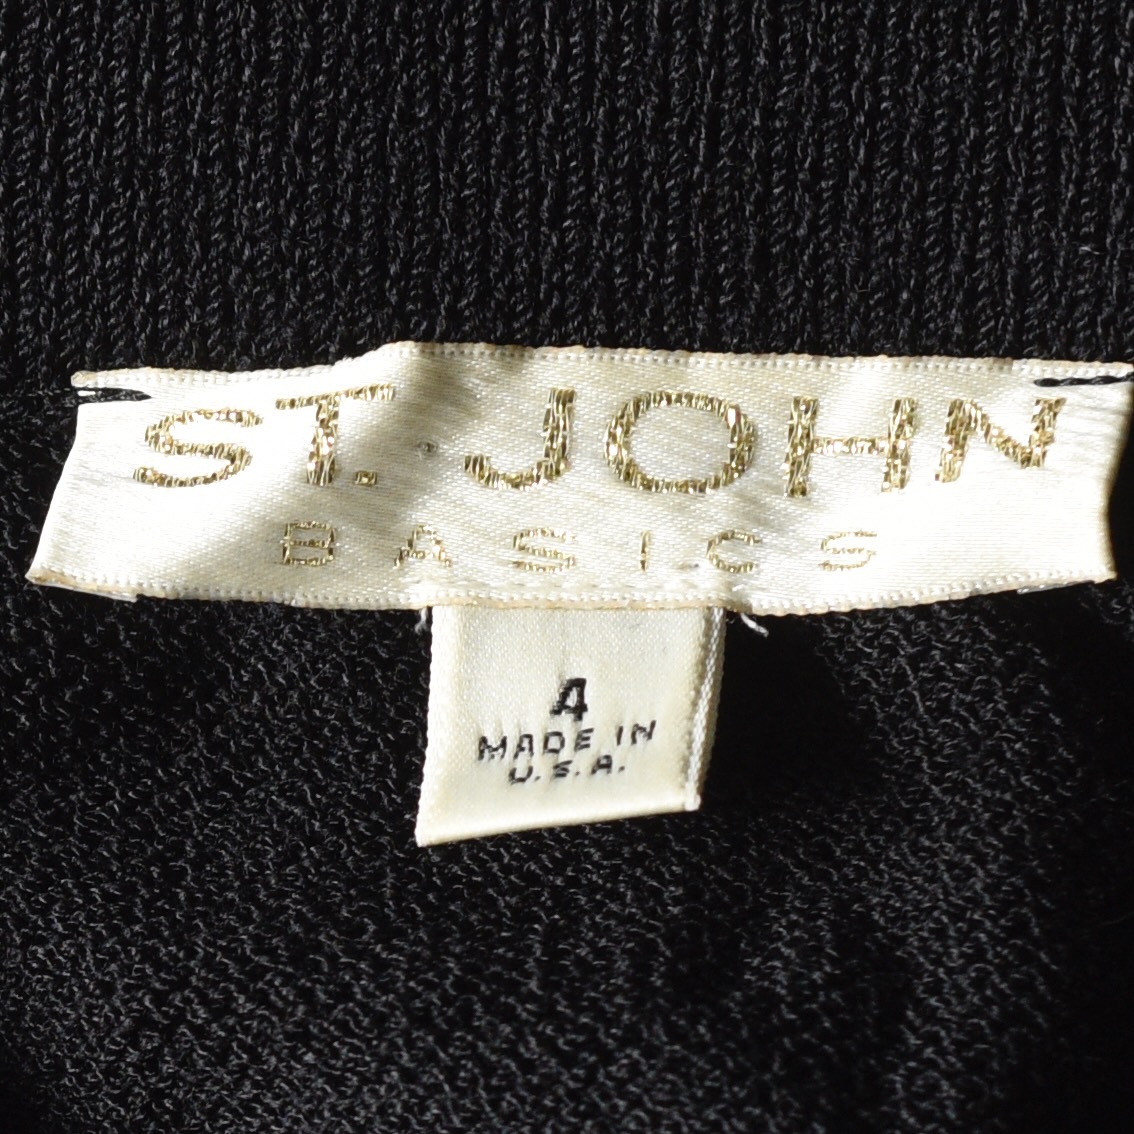 ST. JOHN
BASICS
4
MADE IN
U.S.A.